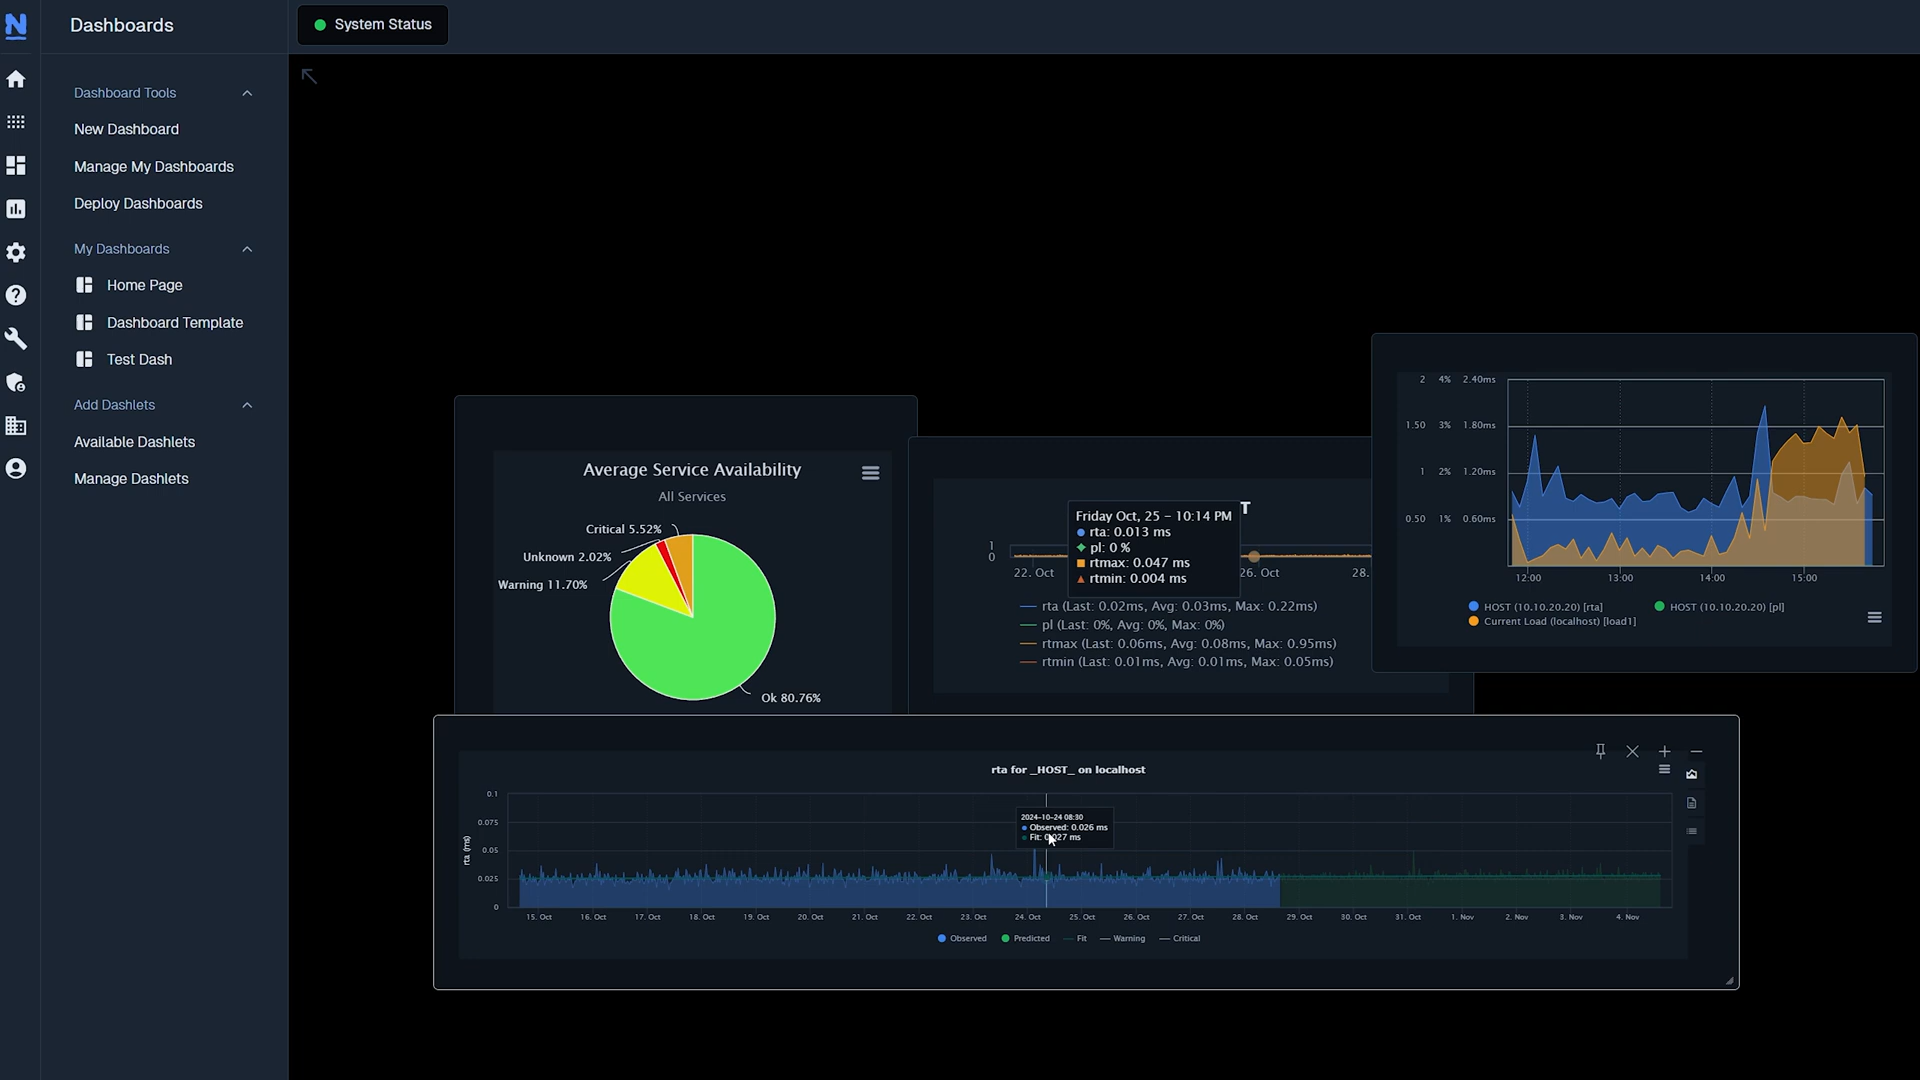 Dashboards
System Status
Dashboard Tools
New Dashboard
Manage My Dashboards
Deploy Dashboards
My Dashboards
Home Page
Dashboard Template
Test Dash
Add Dashlets
Available Dashlets
Manage Dashlets
Average Service Availability
All Services
Critical 5.52%
Unknown 2.02%
Warning 11.70%
Ok 80.76%
T
Friday Oct, 25 - 10:14 PM
rta: 0.013 ms
pl: 0 %
rtmax: 0.047 ms
rtmin: 0.004 ms
1
0
22. Oct 26. Oct 28.
rta (Last: 0.02ms, Avg: 0.03ms, Max: 0.22ms)
pl (Last: 0%, Avg: 0%, Max: 0%)
rtmax (Last: 0.06ms, Avg: 0.08ms, Max: 0.95ms)
rtmin (Last: 0.01ms, Avg: 0.01ms, Max: 0.05ms)
2 4% 2.40ms
1.50 3% 1.80ms
1 2% 1.20ms
0.50 1% 0.60ms
12:00 13:00 14:00 15:00
HOST (10.10.20.20) [rta] HOST (10.10.20.20) [pl]
Current Load (localhost) [load1]
rta for _HOST_ on localhost
0.1
0.075
0.05
0.025
0
rta (ms)
2024-10-24 08:30
Observed: 0.026 ms
Fit: 0.027 ms
15. Oct 16. Oct 17. Oct 18. Oct 19. Oct 20. Oct 21. Oct 22. Oct 23. Oct 24. Oct 25. Oct 26. Oct 27. Oct 28. Oct 29. Oct 30. Oct 31. Oct 1. Nov 2. Nov 3. Nov 4. Nov
Observed Predicted Fit Warning Critical